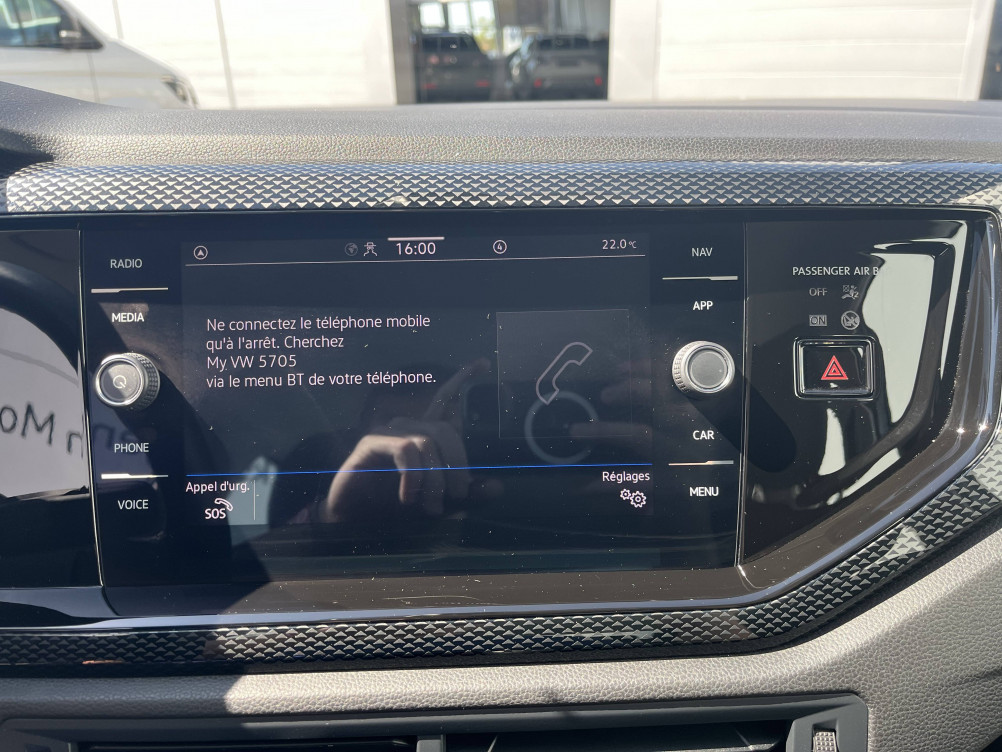 RADIO
MEDIA
PHONE
VOICE
16:00
4
22.0 °C
Ne connectez le téléphone mobile
qu'à l'arrêt. Cherchez
My VW 5705
via le menu BT de votre téléphone.
Appel d'urg.
SOS
Réglages
NAV
APP
CAR
MENU
PASSENGER AIR B
OFF
ON